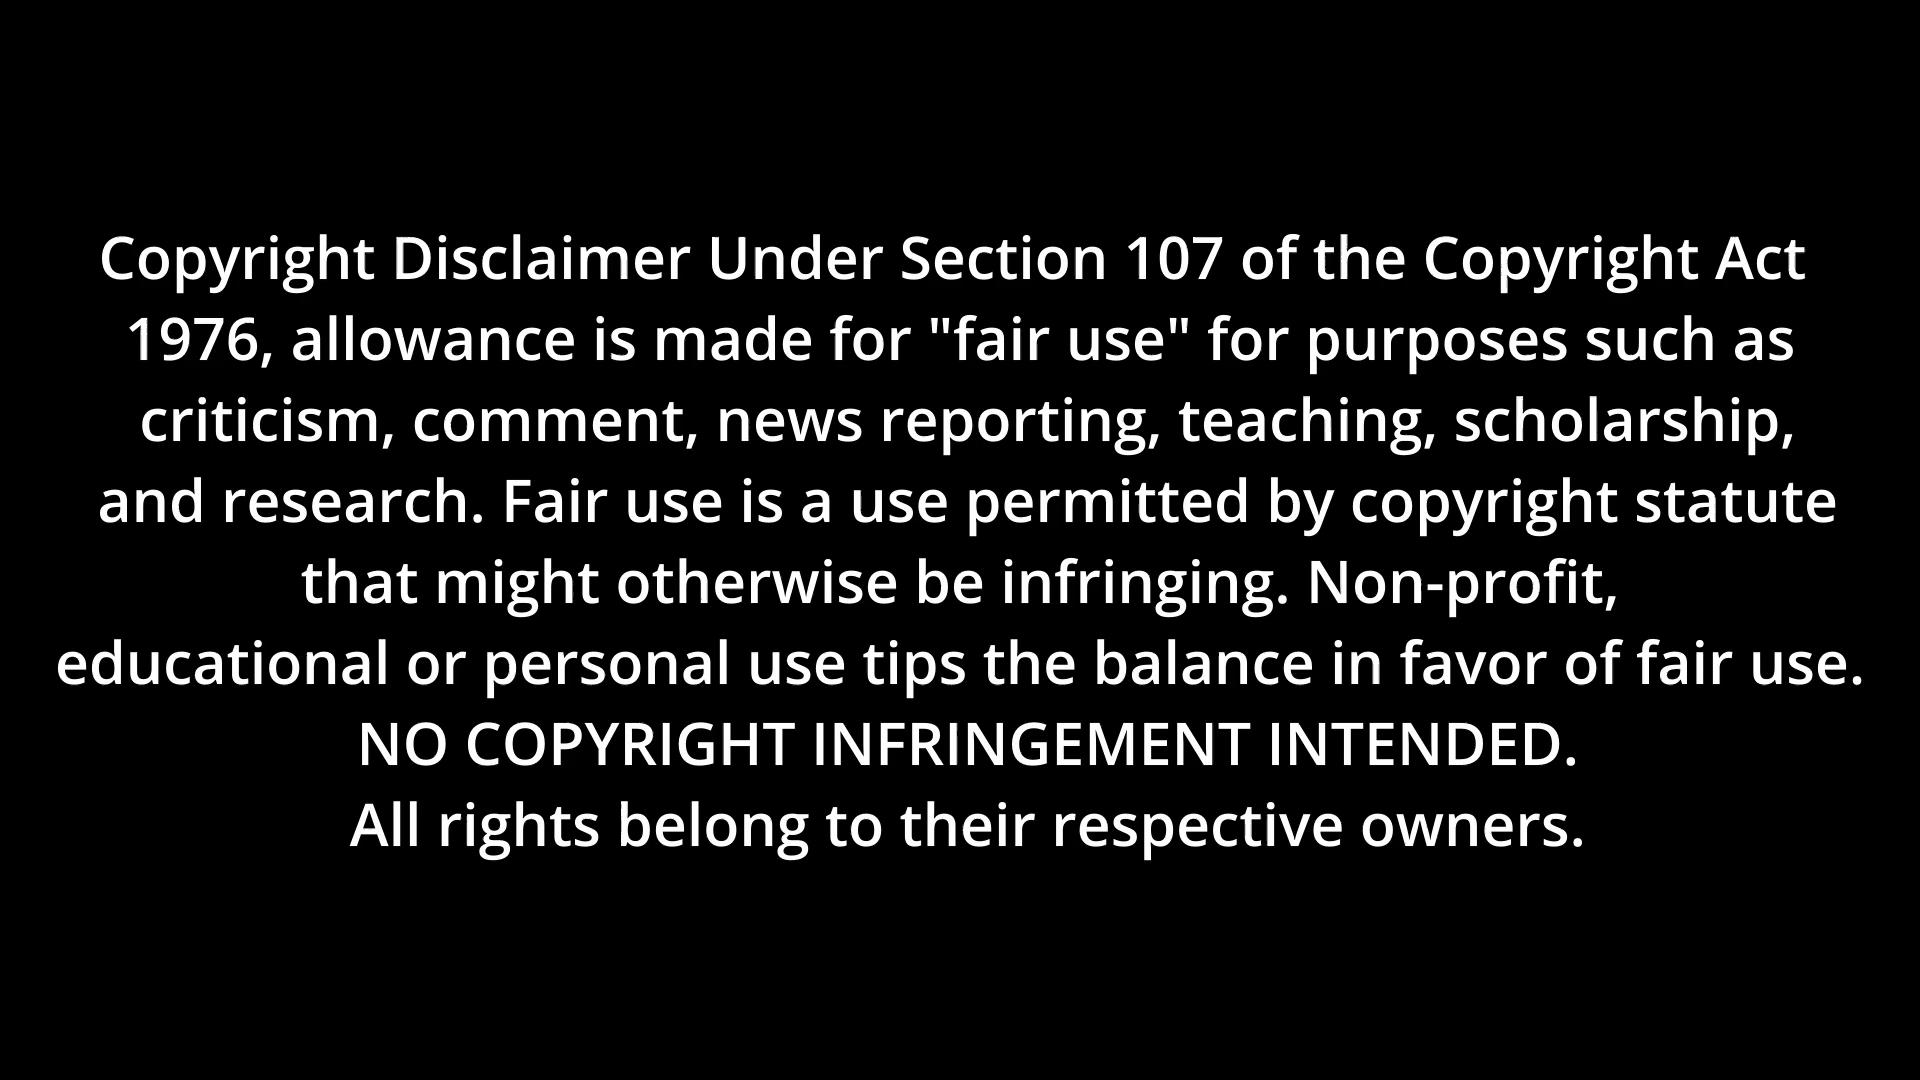 Copyright Disclaimer Under Section 107 of the Copyright Act
1976, allowance is made for "fair use" for purposes such as
criticism, comment, news reporting, teaching, scholarship,
and research. Fair use is a use permitted by copyright statute
that might otherwise be infringing. Non-profit,
educational or personal use tips the balance in favor of fair use.
NO COPYRIGHT INFRINGEMENT INTENDED.
All rights belong to their respective owners.